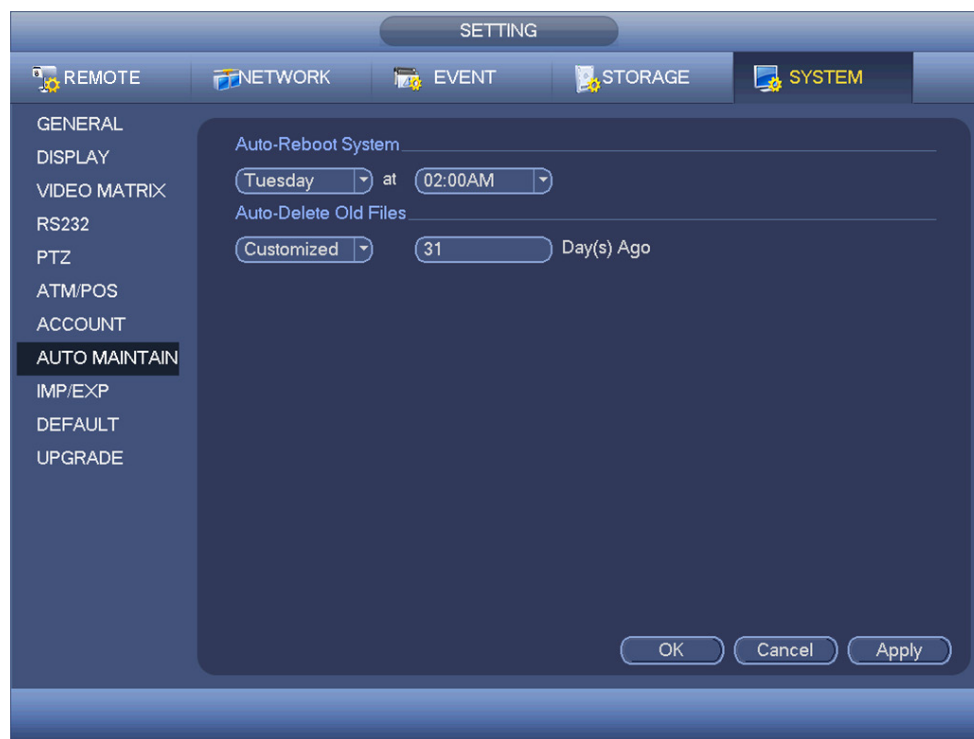 SETTING
REMOTE NETWORK EVENT STORAGE SYSTEM
GENERAL
DISPLAY
VIDEO MATRIX
RS232
PTZ
ATM/POS
ACCOUNT
AUTO MAINTAIN
IMP/EXP
DEFAULT
UPGRADE
Auto-Reboot System
Tuesday at 02:00AM
Auto-Delete Old Files
Customized 31 Day(s) Ago
OK Cancel Apply